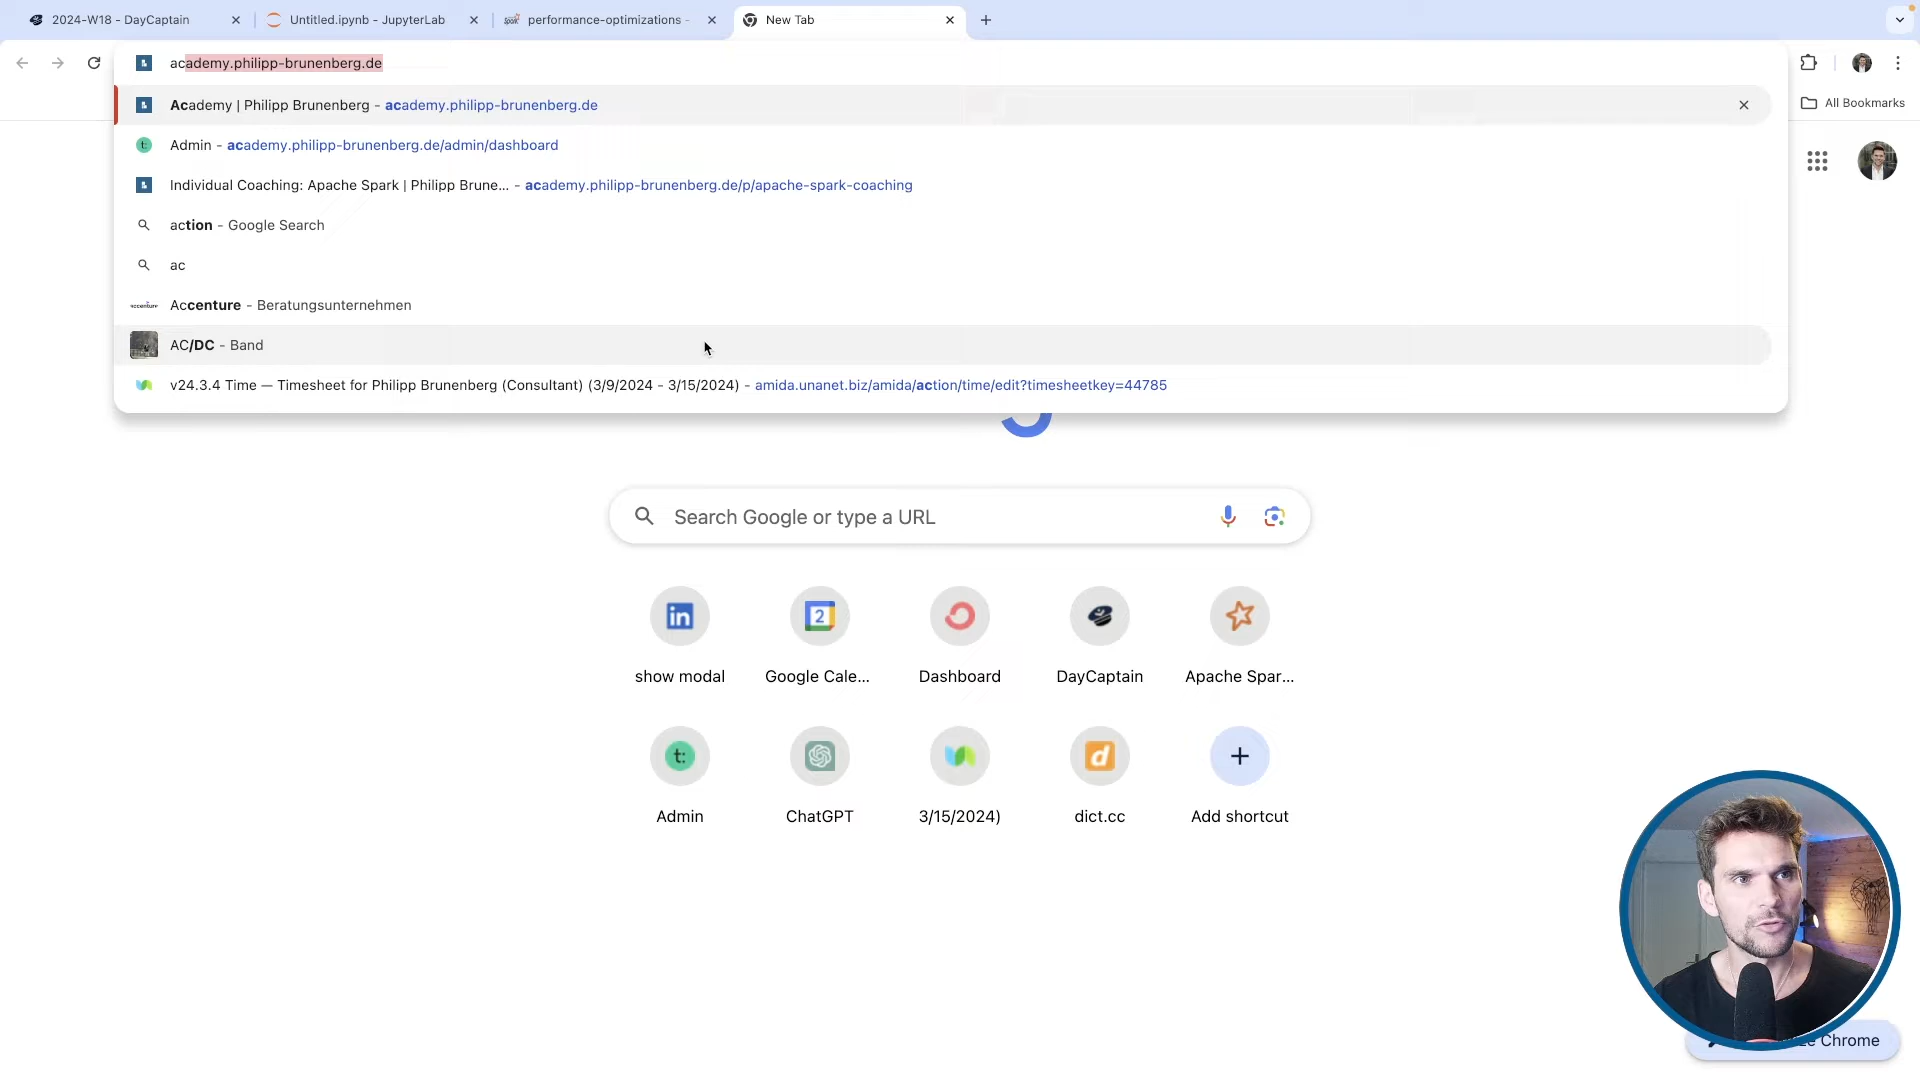 2024-W18 - DayCaptain
Untitled.ipynb - JupyterLab
performance-optimizations -
New Tab
academy.philipp-brunenberg.de
Academy | Philipp Brunenberg - academy.philipp-brunenberg.de
All Bookmarks
Admin - academy.philipp-brunenberg.de/admin/dashboard
Individual Coaching: Apache Spark | Philipp Brune... - academy.philipp-brunenberg.de/p/apache-spark-coaching
action - Google Search
ac
accenture
Accenture - Beratungsunternehmen
AC/DC - Band
v24.3.4 Time — Timesheet for Philipp Brunenberg (Consultant) (3/9/2024 - 3/15/2024) - amida.unanet.biz/amida/action/time/edit?timesheetkey=44785
Search Google or type a URL
in
2
show modal
Google Cale...
Dashboard
DayCaptain
Apache Spar...
t:
d
Admin
ChatGPT
3/15/2024)
dict.cc
Add shortcut
Chrome